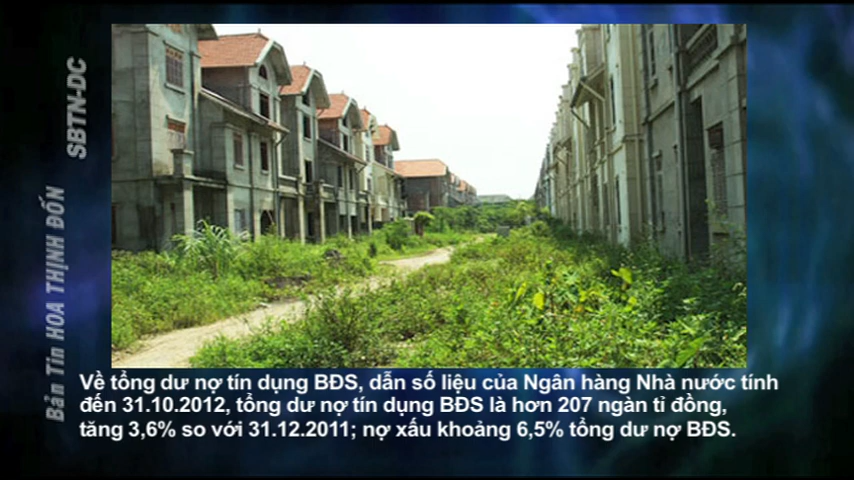 SBTN-DC
Bản Tin HOA THỊNH ĐỐN
Về tổng dư nợ tín dụng BĐS, dẫn số liệu của Ngân hàng Nhà nước tính
đến 31.10.2012, tổng dư nợ tín dụng BĐS là hơn 207 ngàn tỉ đồng,
tăng 3,6% so với 31.12.2011; nợ xấu khoảng 6,5% tổng dư nợ BĐS.